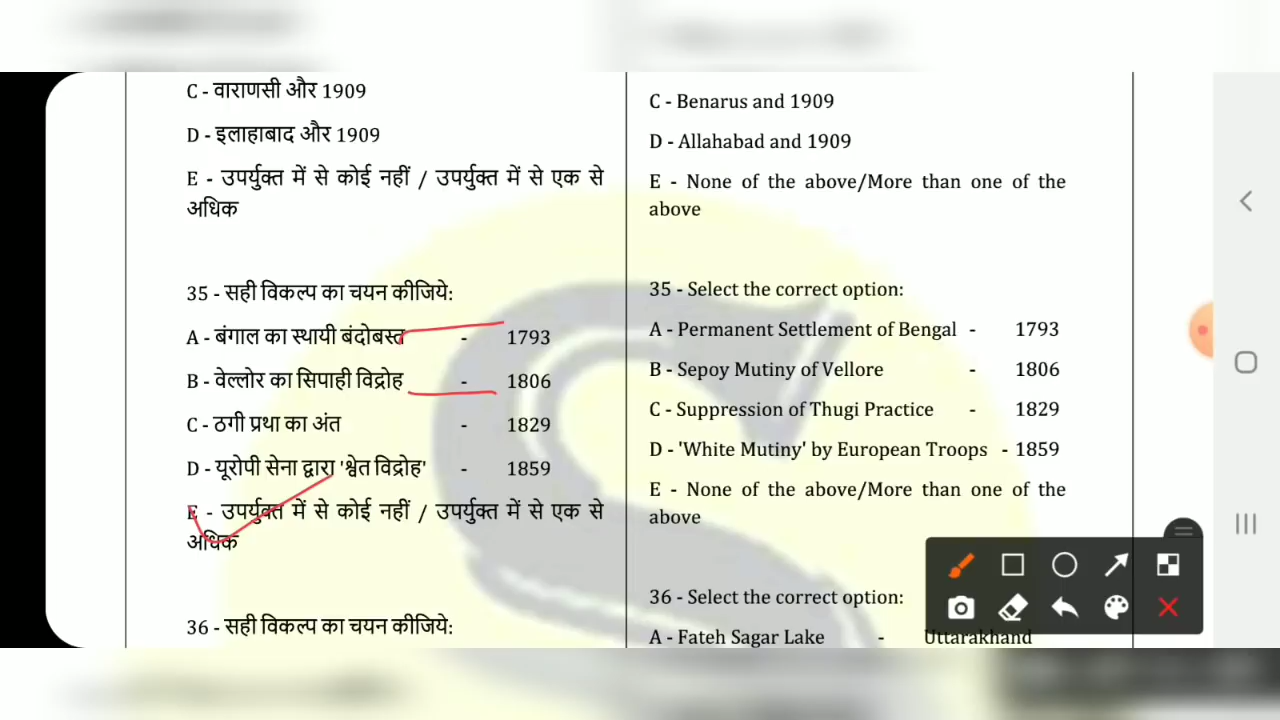 C - वाराणसी और 1909
D - इलाहाबाद और 1909
E - उपर्युक्त में से कोई नहीं / उपर्युक्त में से एक से
अधिक
35 - सही विकल्प का चयन कीजिये:
A - बंगाल का स्थायी बंदोबस्त - 1793
B - वेल्लोर का सिपाही विद्रोह - 1806
C - ठगी प्रथा का अंत - 1829
D - यूरोपी सेना द्वारा 'श्वेत विद्रोह' - 1859
E - उपर्युक्त में से कोई नहीं / उपर्युक्त में से एक से
अधिक
36 - सही विकल्प का चयन कीजिये:
C - Benarus and 1909
D - Allahabad and 1909
E - None of the above/More than one of the
above
35 - Select the correct option:
A - Permanent Settlement of Bengal - 1793
B - Sepoy Mutiny of Vellore - 1806
C - Suppression of Thugi Practice - 1829
D - 'White Mutiny' by European Troops - 1859
E - None of the above/More than one of the
above
36 - Select the correct option:
A - Fateh Sagar Lake - Uttarakhand